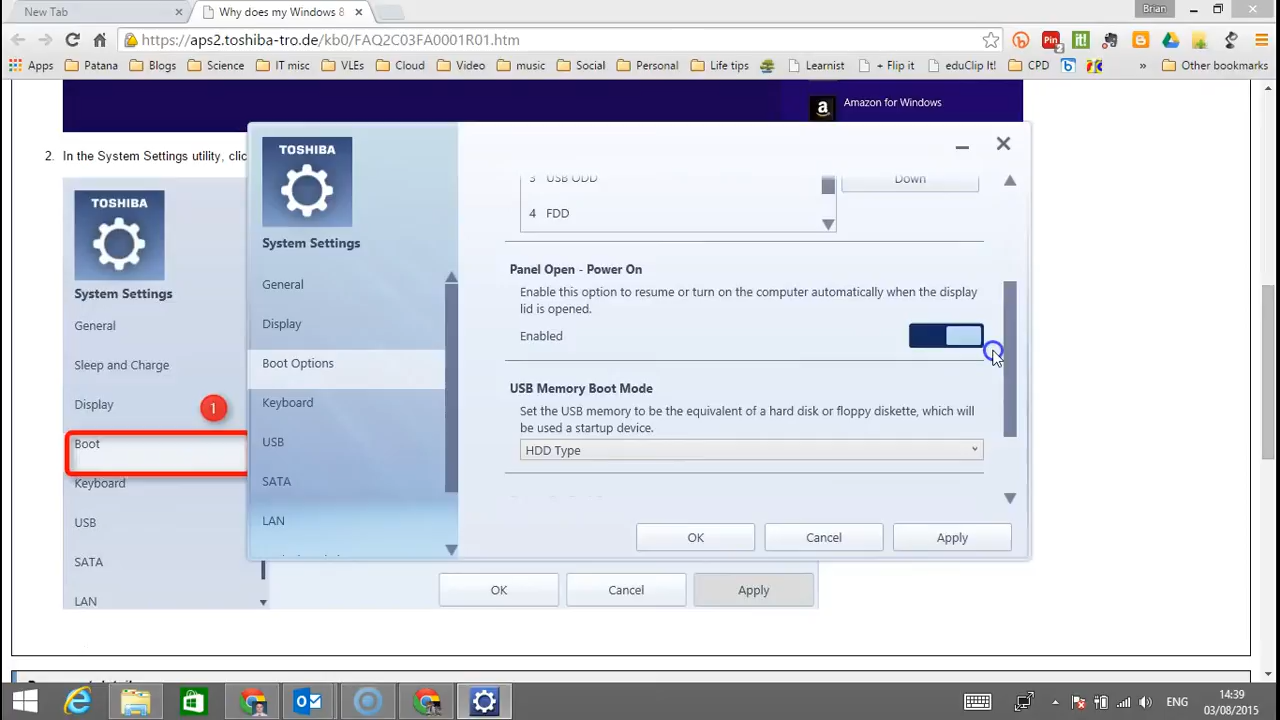 New Tab
Why does my Windows 8
Brian
https://aps2.toshiba-tro.de/kb0/FAQ2C03FA0001R01.htm
Apps
Patana
Blogs
Science
IT misc
VLEs
Cloud
Video
music
Social
Personal
Life tips
Learnist
+ Flip it
eduClip It!
CPD
»
Other bookmarks
Amazon for Windows
2. In the System Settings utility, clic
TOSHIBA
System Settings
General
Sleep and Charge
Display
1
Boot
Keyboard
USB
SATA
LAN
OK
Cancel
Apply
TOSHIBA
System Settings
General
Display
Boot Options
Keyboard
USB
SATA
LAN
3 USB ODD
4 FDD
Down
Panel Open - Power On
Enable this option to resume or turn on the computer automatically when the display
lid is opened.
Enabled
USB Memory Boot Mode
Set the USB memory to be the equivalent of a hard disk or floppy diskette, which will
be used a startup device.
HDD Type
OK
Cancel
Apply
ENG
14:39
03/08/2015